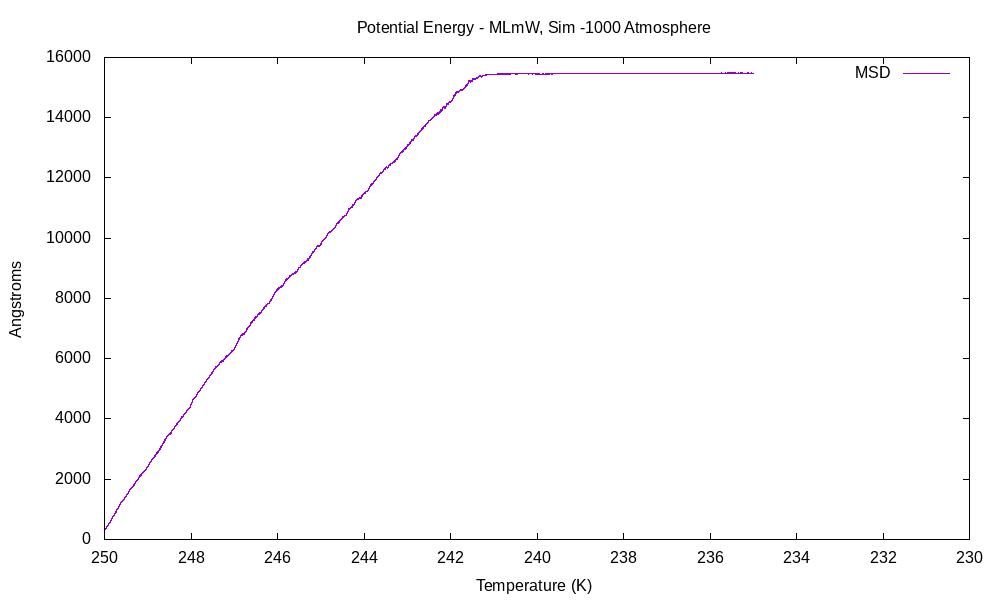 Potential Energy - MLmW, Sim -1000 Atmosphere
16000
14000
12000
10000
8000
6000
4000
2000
0
Angstroms
MSD
250 248 246 244 242 240 238 236 234 232 230
Temperature (K)